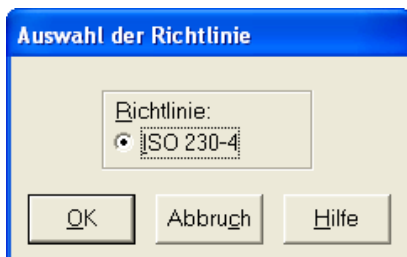 Auswahl der Richtlinie
Richtlinie:
ISO 230-4
OK Abbruch Hilfe